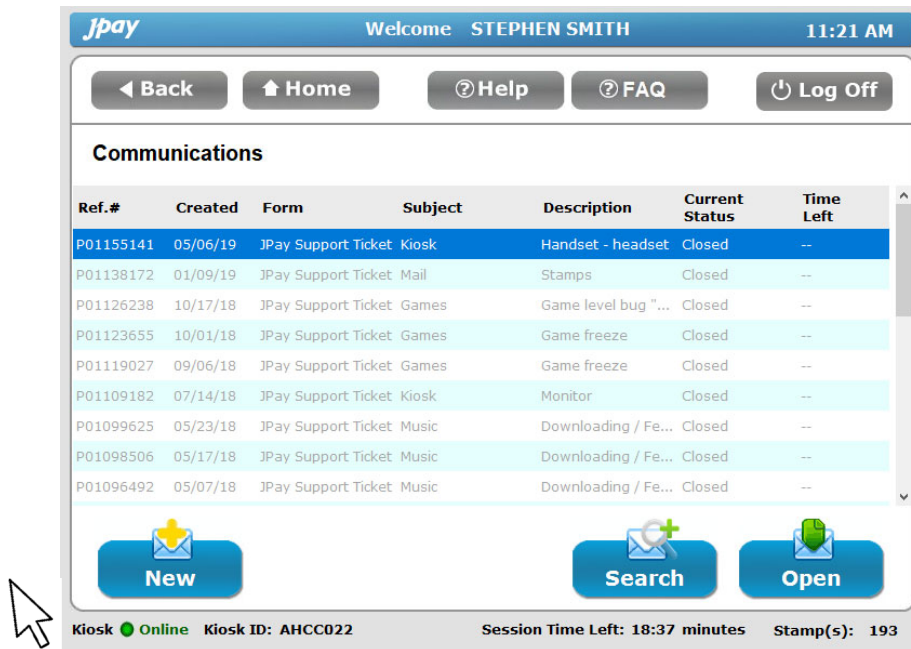 Jpay Welcome STEPHEN SMITH 11:21 AM
Back Home Help FAQ Log Off
Communications
Ref.# Created Form Subject Description Current Status Time Left
P01155141 05/06/19 JPay Support Ticket Kiosk Handset - headset Closed --
P01138172 01/09/19 JPay Support Ticket Mail Stamps Closed --
P01126238 10/17/18 JPay Support Ticket Games Game level bug "... Closed --
P01123655 10/01/18 JPay Support Ticket Games Game freeze Closed --
P01119027 09/06/18 JPay Support Ticket Games Game freeze Closed --
P01109182 07/14/18 JPay Support Ticket Kiosk Monitor Closed --
P01099625 05/23/18 JPay Support Ticket Music Downloading / Fe... Closed --
P01098506 05/17/18 JPay Support Ticket Music Downloading / Fe... Closed --
P01096492 05/07/18 JPay Support Ticket Music Downloading / Fe... Closed --
New Search Open
Kiosk Online Kiosk ID: AHCC022 Session Time Left: 18:37 minutes Stamp(s): 193